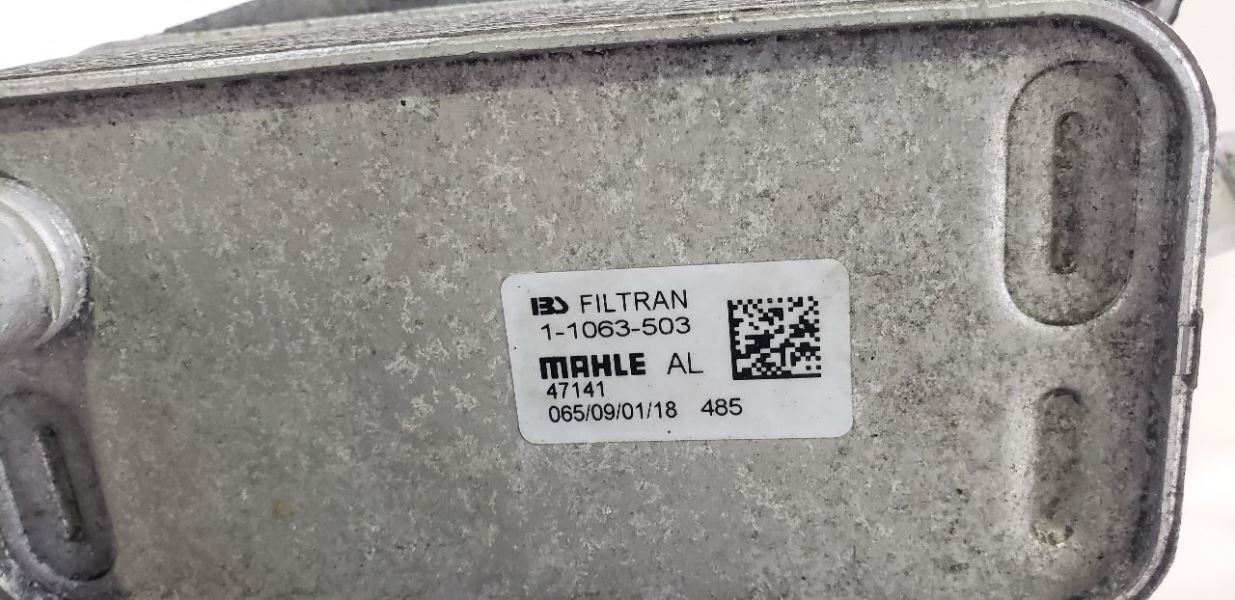 IBS FILTRAN
1-1063-503
MAHLE AL
47141
065/09/01/18 485